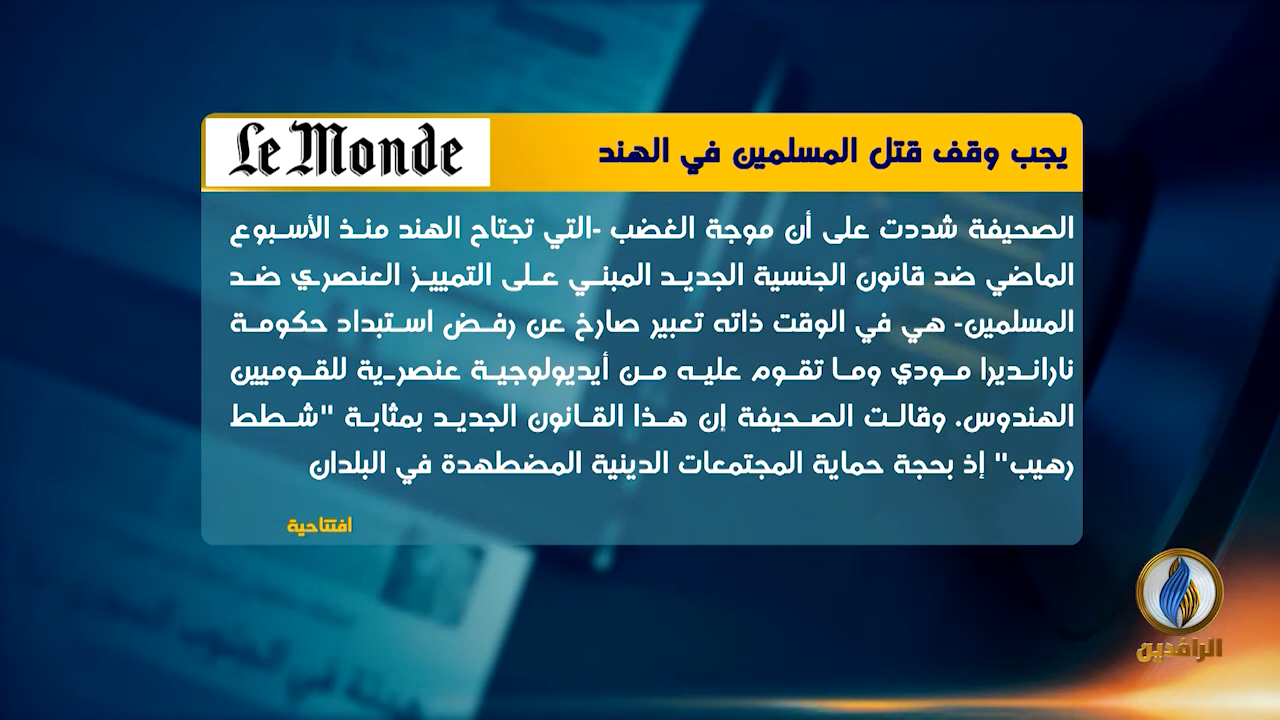 Le Monde
يجب وقف قتل المسلمين في الهند
الصحيفة شددت على أن موجة الغضب -التي تجتاح الهند منذ الأسبوع
الماضي ضد قانون الجنسية الجديد المبني على التمييز العنصري ضد
المسلمين- هي في الوقت ذاته تعبير صارخ عن رفض استبداد حكومة
نارانديرا مودي وما تقوم عليه من أيديولوجية عنصرية للقوميين
الهندوس. وقالت الصحيفة إن هذا القانون الجديد بمثابة "شطط
رهيب" إذ بحجة حماية المجتمعات الدينية المضطهدة في البلدان
افتتاحية
الرافدين